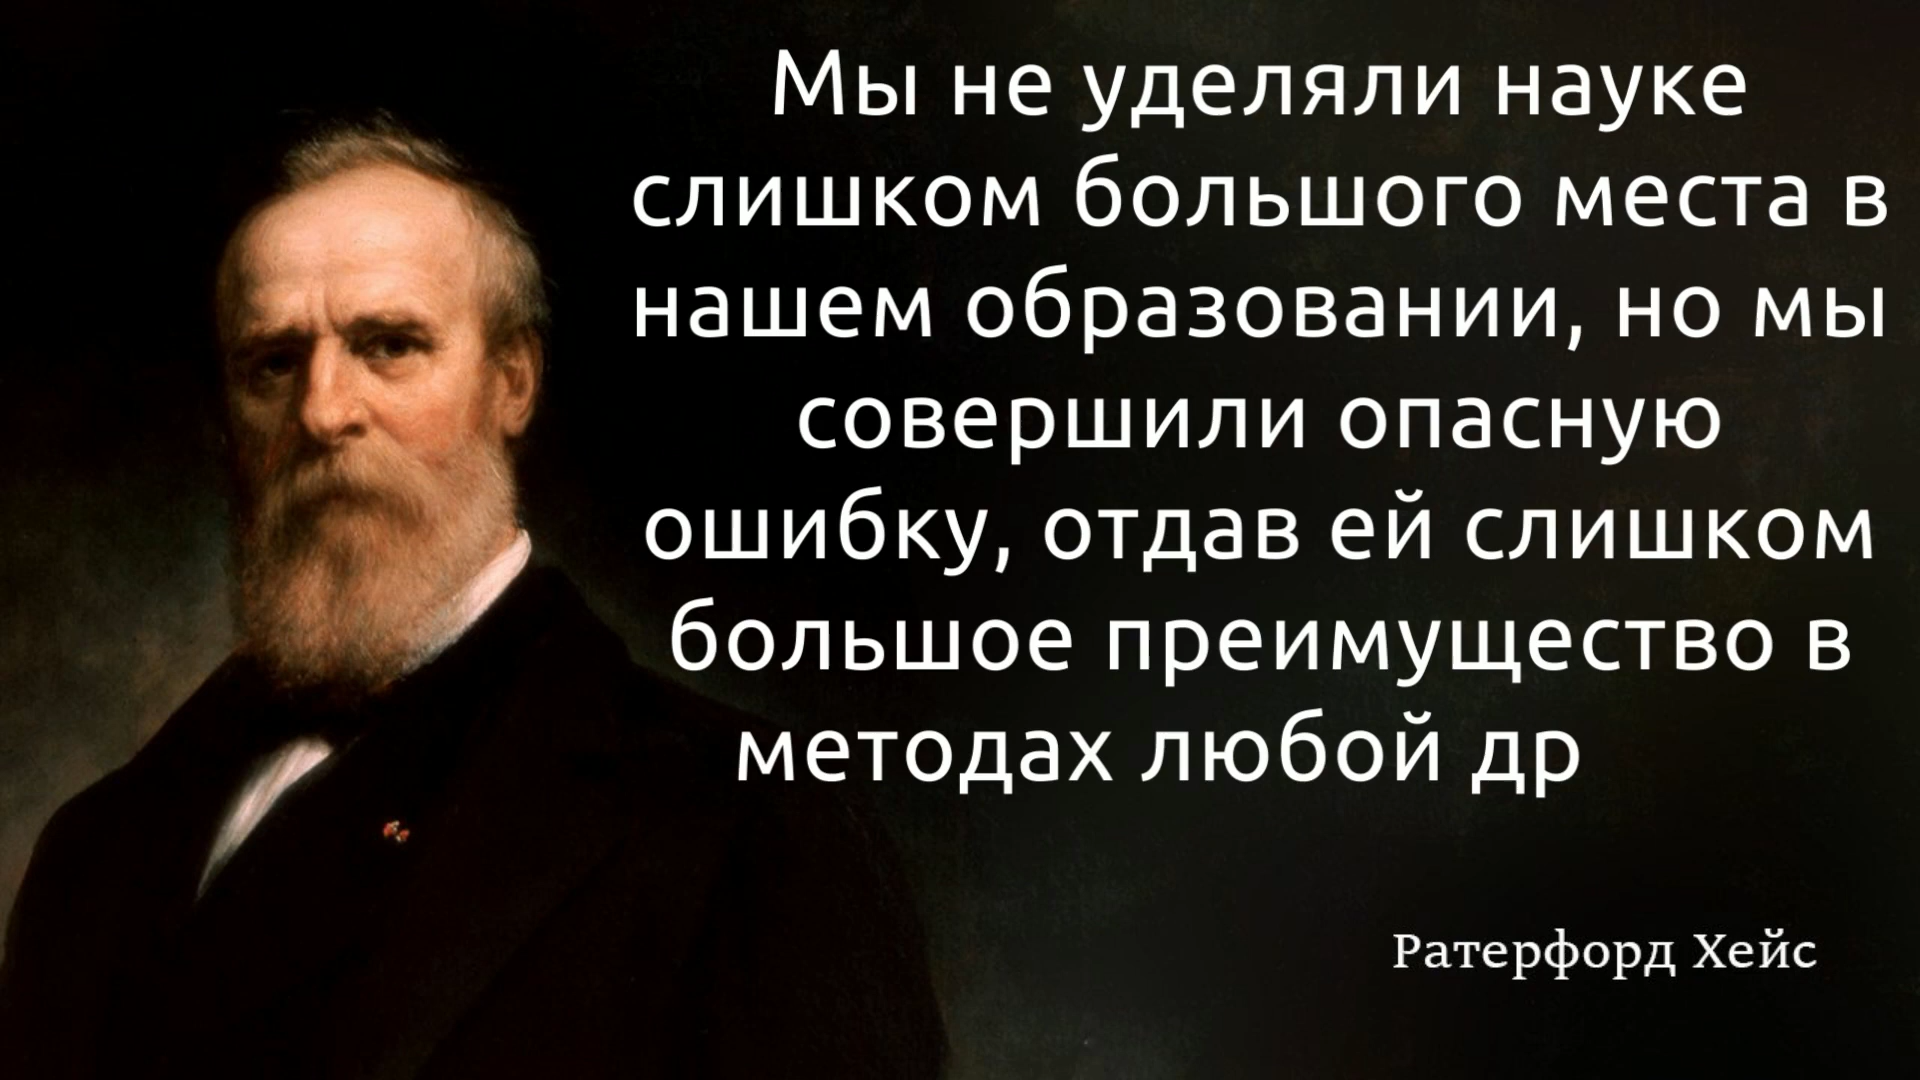 Мы не уделяли науке
слишком большого места в
нашем образовании, но мы
совершили опасную
ошибку, отдав ей слишком
большое преимущество в
методах любой др
Ратерфорд Хейс